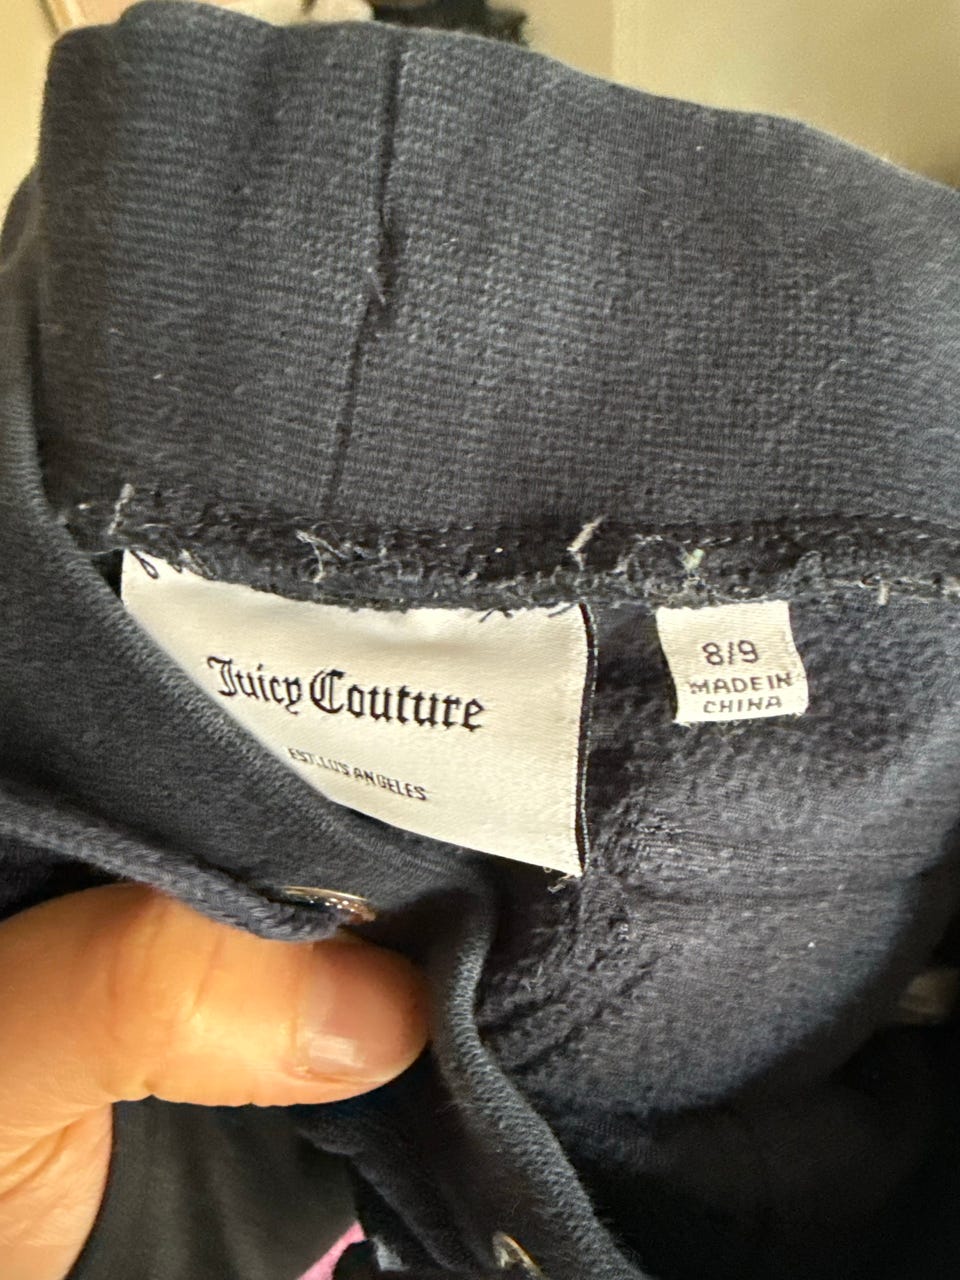 Juicy Couture
EST. LOS ANGELES
8/9
MADE IN
CHINA